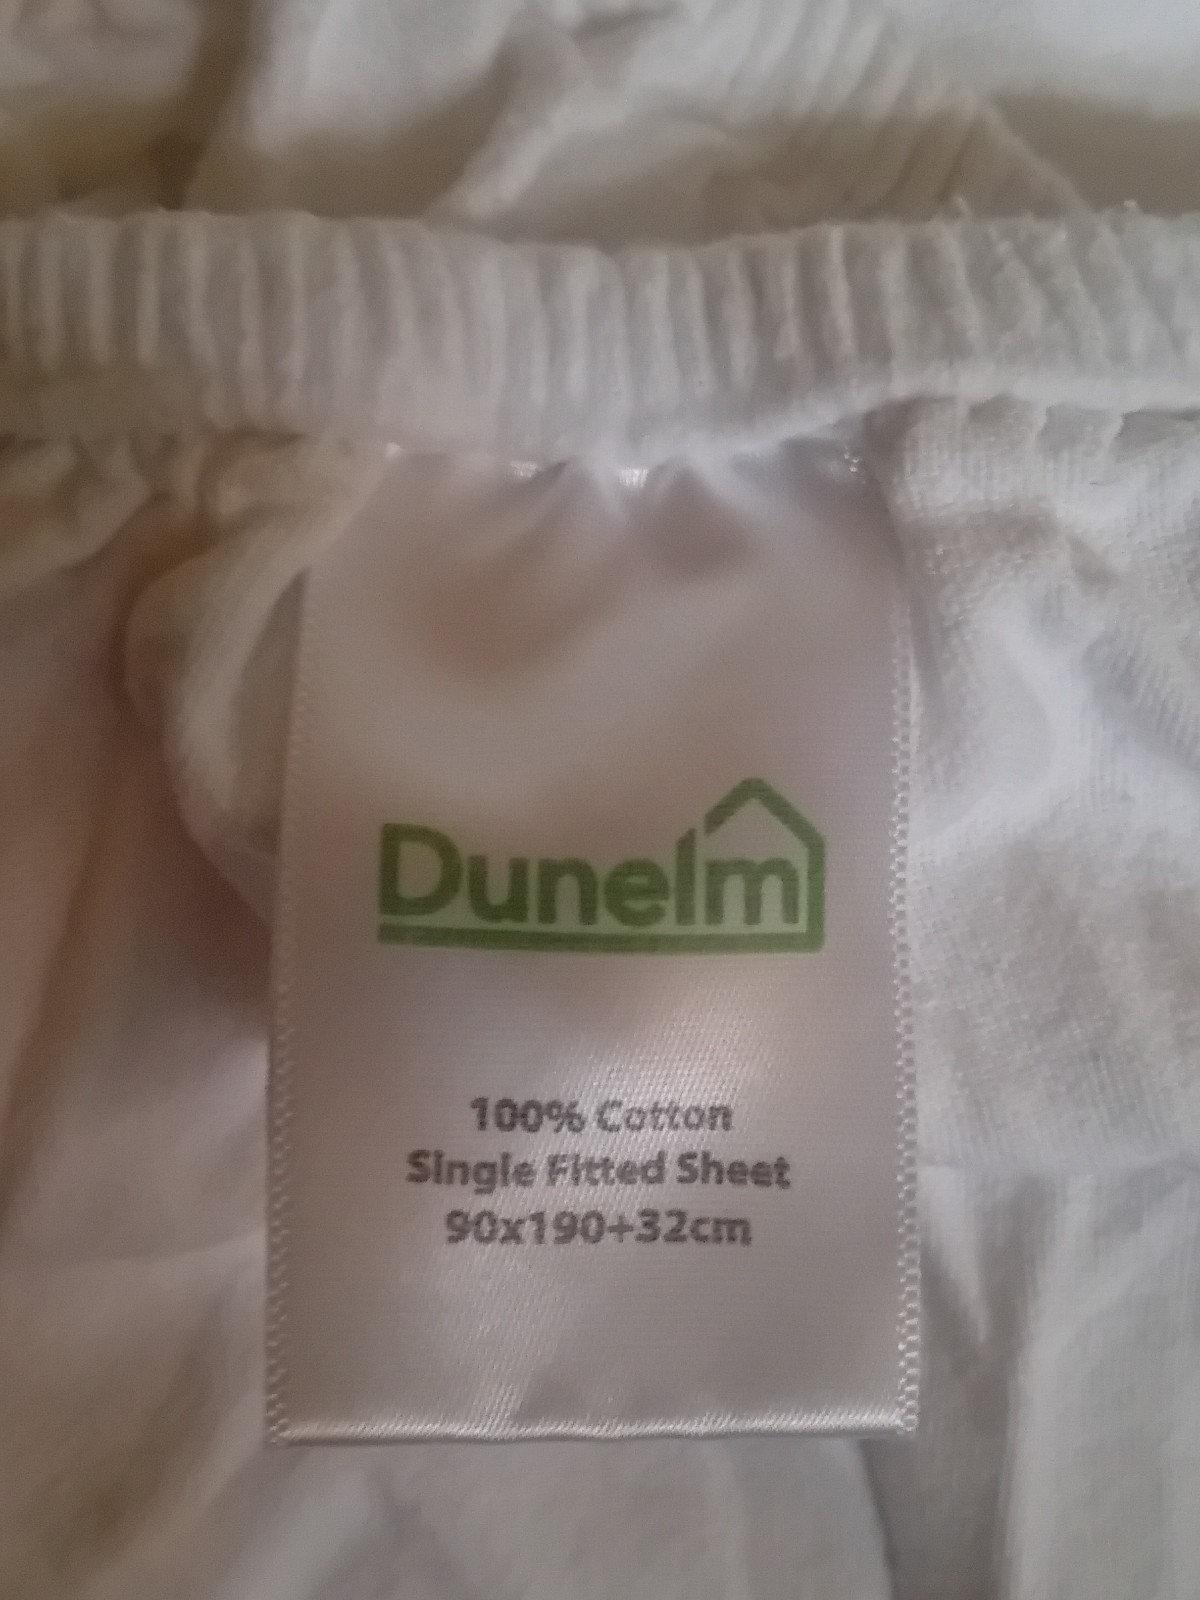 Dunelm
100% Cotton
Single Fitted Sheet
90x190+32cm